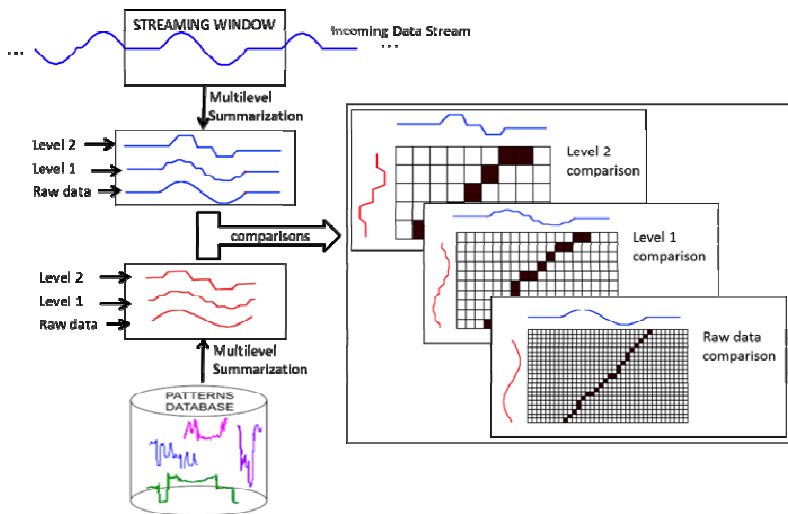 STREAMING WINDOW
Incoming Data Stream
... ...
Multilevel
Summarization
Level 2
Level 1
Raw data
comparisons
Level 2
Level 1
Raw data
Multilevel
Summarization
PATTERNS
DATABASE
Level 2
comparison
Level 1
comparison
Raw data
comparison